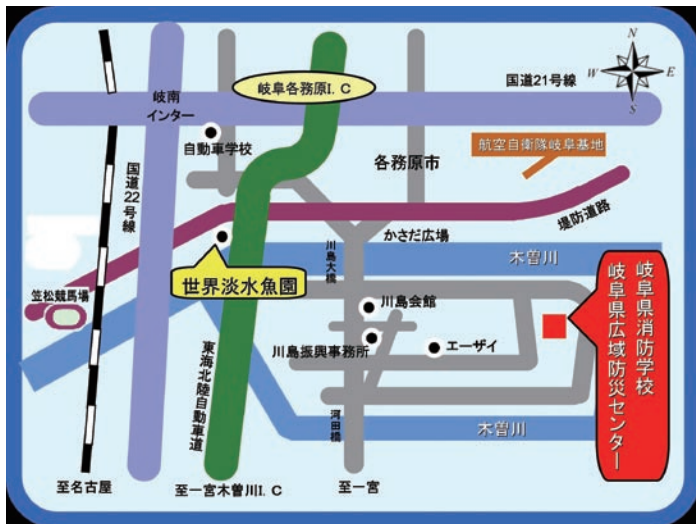 N
W E
S
国道21号線
岐阜各務原I. C
岐南
インター
自動車学校
各務原市
航空自衛隊岐阜基地
国道22号線
堤防道路
かさだ広場
川島大橋
木曽川
世界淡水魚園
笠松競馬場
川島会館
川島振興事務所
エーザイ
岐阜県消防学校
岐阜県広域防災センター
東海北陸自動車道
河田橋
木曽川
至名古屋
至一宮木曽川I. C
至一宮